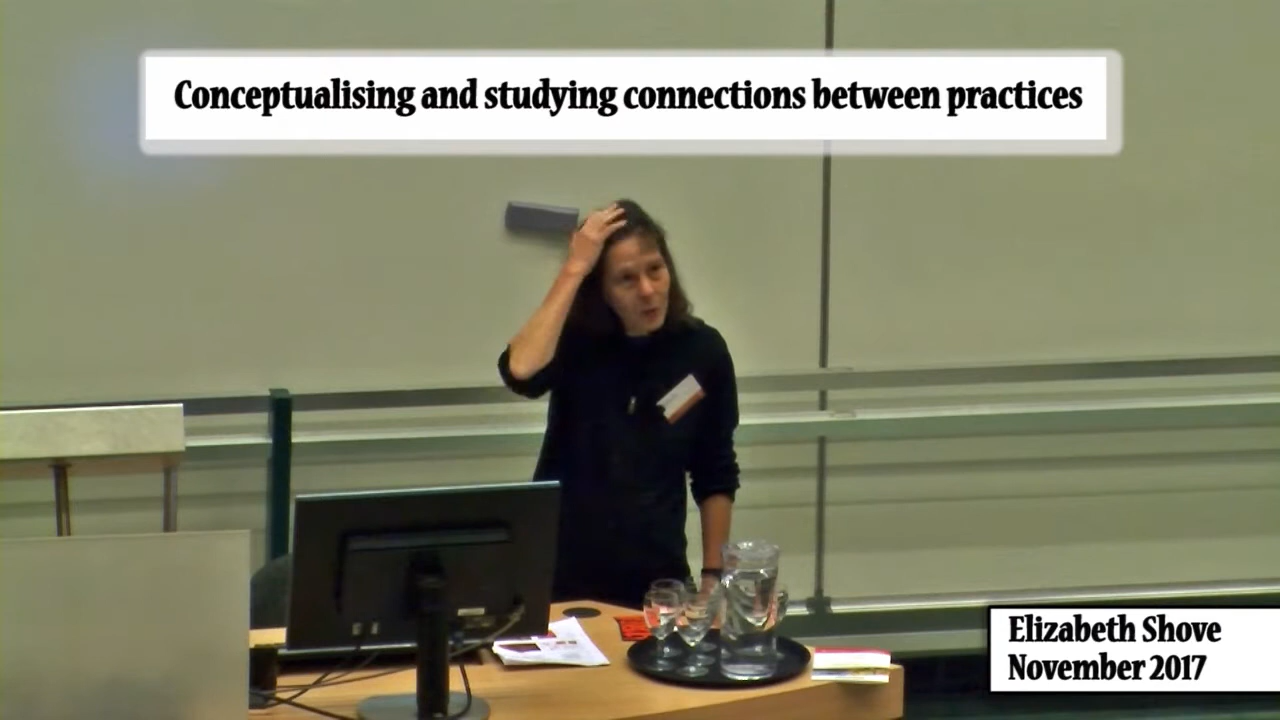 Conceptualising and studying connections between practices
Elizabeth Shove
November 2017